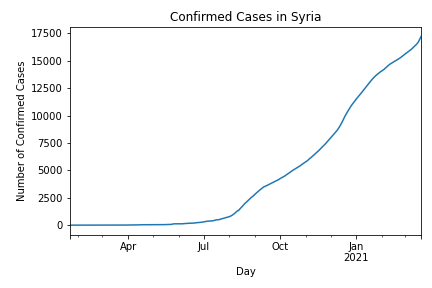 Confirmed Cases in Syria
17500
15000
12500
10000
7500
5000
2500
0
Number of Confirmed Cases
Apr
Jul
Oct
Jan
2021
Day